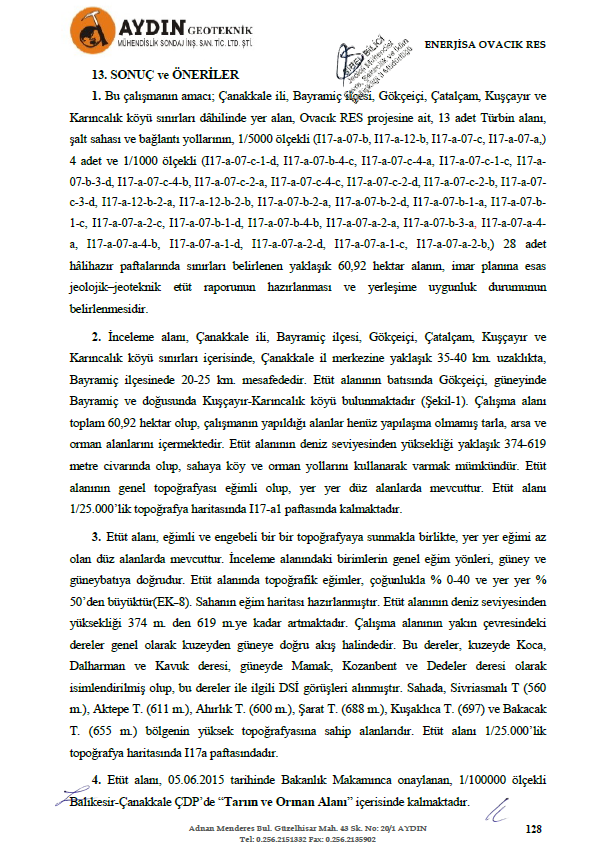 AYDIN GEOTEKNİK
MÜHENDİSLİK SONDAJ İNŞ. SAN. TİC. LTD. ŞTİ.
ENERJİSA OVACIK RES
13. SONUÇ ve ÖNERİLER
1. Bu çalışmanın amacı; Çanakkale ili, Bayramiç ilçesi, Gökçeiçi, Çatalçam, Kuşçayır ve
Karıncalık köyü sınırları dâhilinde yer alan, Ovacık RES projesine ait, 13 adet Türbin alanı,
şalt sahası ve bağlantı yollarının, 1/5000 ölçekli (I17-a-07-b, I17-a-12-b, I17-a-07-c, I17-a-07-a,)
4 adet ve 1/1000 ölçekli (I17-a-07-c-1-d, I17-a-07-b-4-c, I17-a-07-c-4-a, I17-a-07-c-1-c, I17-a-
07-b-3-d, I17-a-07-c-4-b, I17-a-07-c-2-a, I17-a-07-c-4-c, I17-a-07-c-2-d, I17-a-07-c-2-b, I17-a-07-
c-3-d, I17-a-12-b-2-a, I17-a-12-b-2-b, I17-a-07-b-2-a, I17-a-07-b-2-d, I17-a-07-b-1-a, I17-a-07-b-
1-c, I17-a-07-a-2-c, I17-a-07-b-1-d, I17-a-07-b-4-b, I17-a-07-a-2-a, I17-a-07-b-3-a, I17-a-07-a-4-
a, I17-a-07-a-4-b, I17-a-07-a-1-d, I17-a-07-a-2-d, I17-a-07-a-1-c, I17-a-07-a-2-b,) 28 adet
hâlihazır paftalarında sınırları belirlenen yaklaşık 60,92 hektar alanın, imar planına esas
jeolojik–jeoteknik etüt raporunun hazırlanması ve yerleşime uygunluk durumunun
belirlenmesidir.
2. İnceleme alanı, Çanakkale ili, Bayramiç ilçesi, Gökçeiçi, Çatalçam, Kuşçayır ve
Karıncalık köyü sınırları içerisinde, Çanakkale il merkezine yaklaşık 35-40 km. uzaklıkta,
Bayramiç ilçesinede 20-25 km. mesafededir. Etüt alanının batısında Gökçeiçi, güneyinde
Bayramiç ve doğusunda Kuşçayır-Karıncalık köyü bulunmaktadır (Şekil-1). Çalışma alanı
toplam 60,92 hektar olup, çalışmanın yapıldığı alanlar henüz yapılaşma olmamış tarla, arsa ve
orman alanlarını içermektedir. Etüt alanının deniz seviyesinden yüksekliği yaklaşık 374-619
metre civarında olup, sahaya köy ve orman yollarını kullanarak varmak mümkündür. Etüt
alanının genel topoğrafyası eğimli olup, yer yer düz alanlarda mevcuttur. Etüt alanı
1/25.000’lik topoğrafya haritasında I17-a1 paftasında kalmaktadır.
3. Etüt alanı, eğimli ve engebeli bir bir topoğrafyaya sunmakla birlikte, yer yer eğimi az
olan düz alanlarda mevcuttur. İnceleme alanındaki birimlerin genel eğim yönleri, güney ve
güneybatıya doğrudur. Etüt alanında topoğrafik eğimler, çoğunlukla % 0-40 ve yer yer %
50’den büyüktür(EK-8). Sahanın eğim haritası hazırlanmıştır. Etüt alanının deniz seviyesinden
yüksekliği 374 m. den 619 m.ye kadar artmaktadır. Çalışma alanının yakın çevresindeki
dereler genel olarak kuzeyden güneye doğru akış halindedir. Bu dereler, kuzeyde Koca,
Dalharman ve Kavuk deresi, güneyde Mamak, Kozanbent ve Dedeler deresi olarak
isimlendirilmiş olup, bu dereler ile ilgili DSİ görüşleri alınmıştır. Sahada, Sivriasmalı T (560
m.), Aktepe T. (611 m.), Ahırlık T. (600 m.), Şarat T. (688 m.), Kuşaklıca T. (697) ve Bakacak
T. (655 m.) bölgenin yüksek topoğrafyasına sahip alanlarıdır. Etüt alanı 1/25.000’lik
topoğrafya haritasında I17a paftasındadır.
4. Etüt alanı, 05.06.2015 tarihinde Bakanlık Makamınca onaylanan, 1/100000 ölçekli
Balıkesir-Çanakkale ÇDP’de “Tarım ve Orman Alanı” içerisinde kalmaktadır.
Adnan Menderes Bul. Güzelhisar Mah. 43 Sk. No: 20/1 AYDIN
Tel: 0.256.2151332 Fax: 0.256.2135902
128